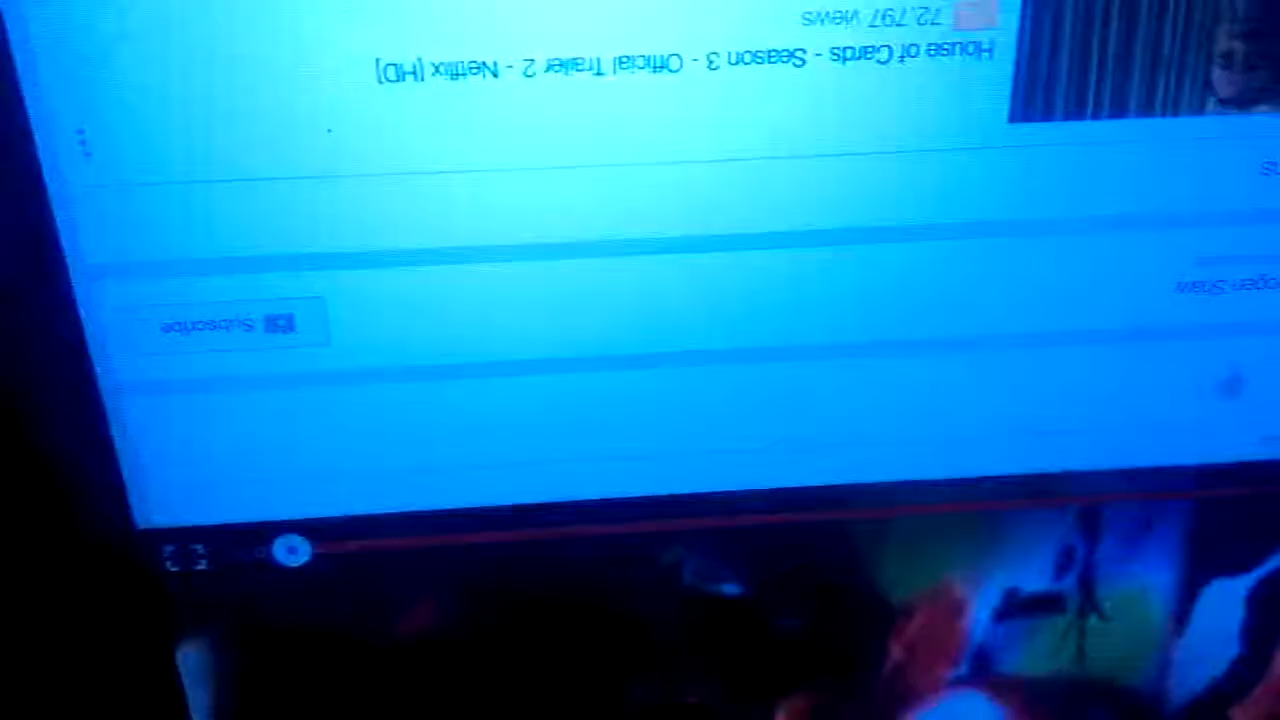 Subscribe
House of Cards - Season 3 - Official Trailer 2 - Netflix [HD]
72,797 views